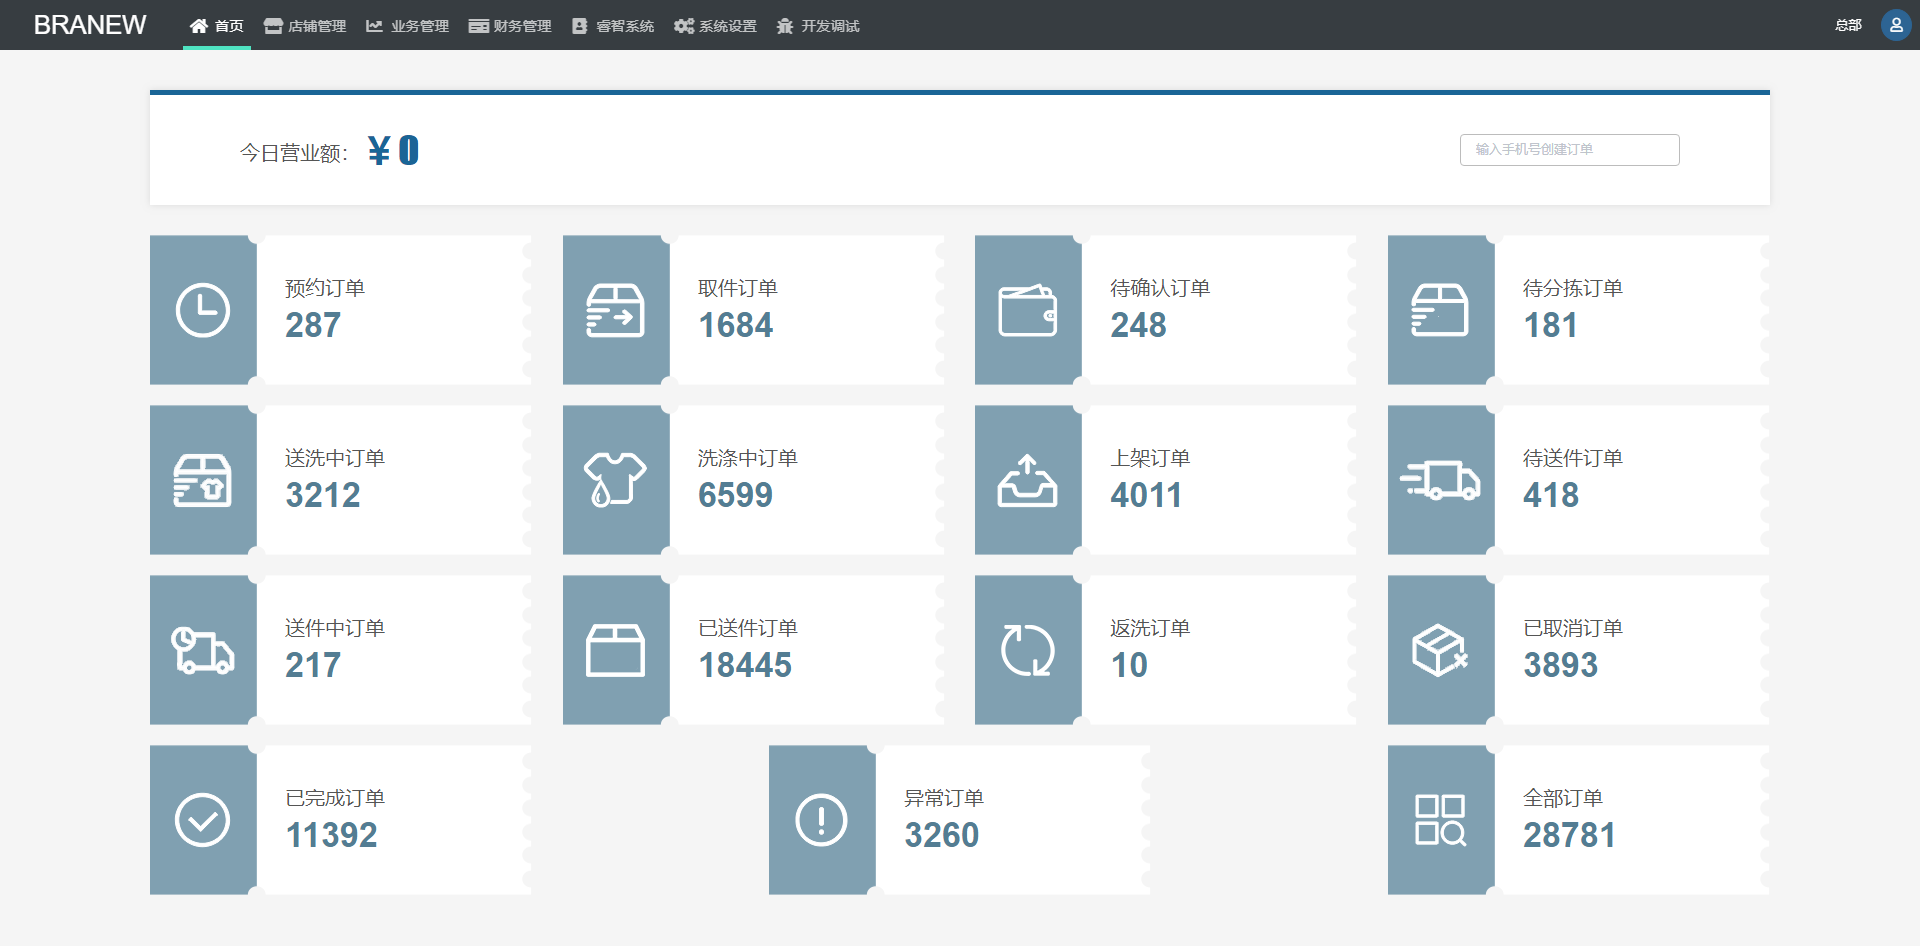 BRANEW 首页 店铺管理 业务管理 财务管理 睿智系统 系统设置 开发调试 总部
今日营业额: ¥0 输入手机号创建订单
预约订单
287
取件订单
1684
待确认订单
248
待分拣订单
181
送洗中订单
3212
洗涤中订单
6599
上架订单
4011
待送件订单
418
送件中订单
217
已送件订单
18445
返洗订单
10
已取消订单
3893
已完成订单
11392
异常订单
3260
全部订单
28781